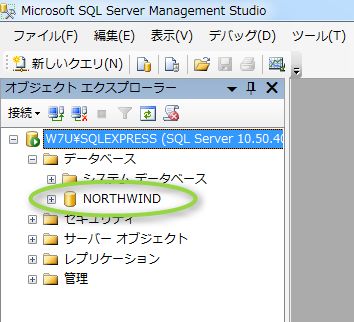 Microsoft SQL Server Management Studio
ファイル(F) 編集(E) 表示(V) デバッグ(D) ツール(T)
新しいクエリ(N)
オブジェクト エクスプローラー
接続
W7U¥SQLEXPRESS (SQL Server 10.50.40
データベース
システム データベース
NORTHWIND
セキュリティ
サーバー オブジェクト
レプリケーション
管理